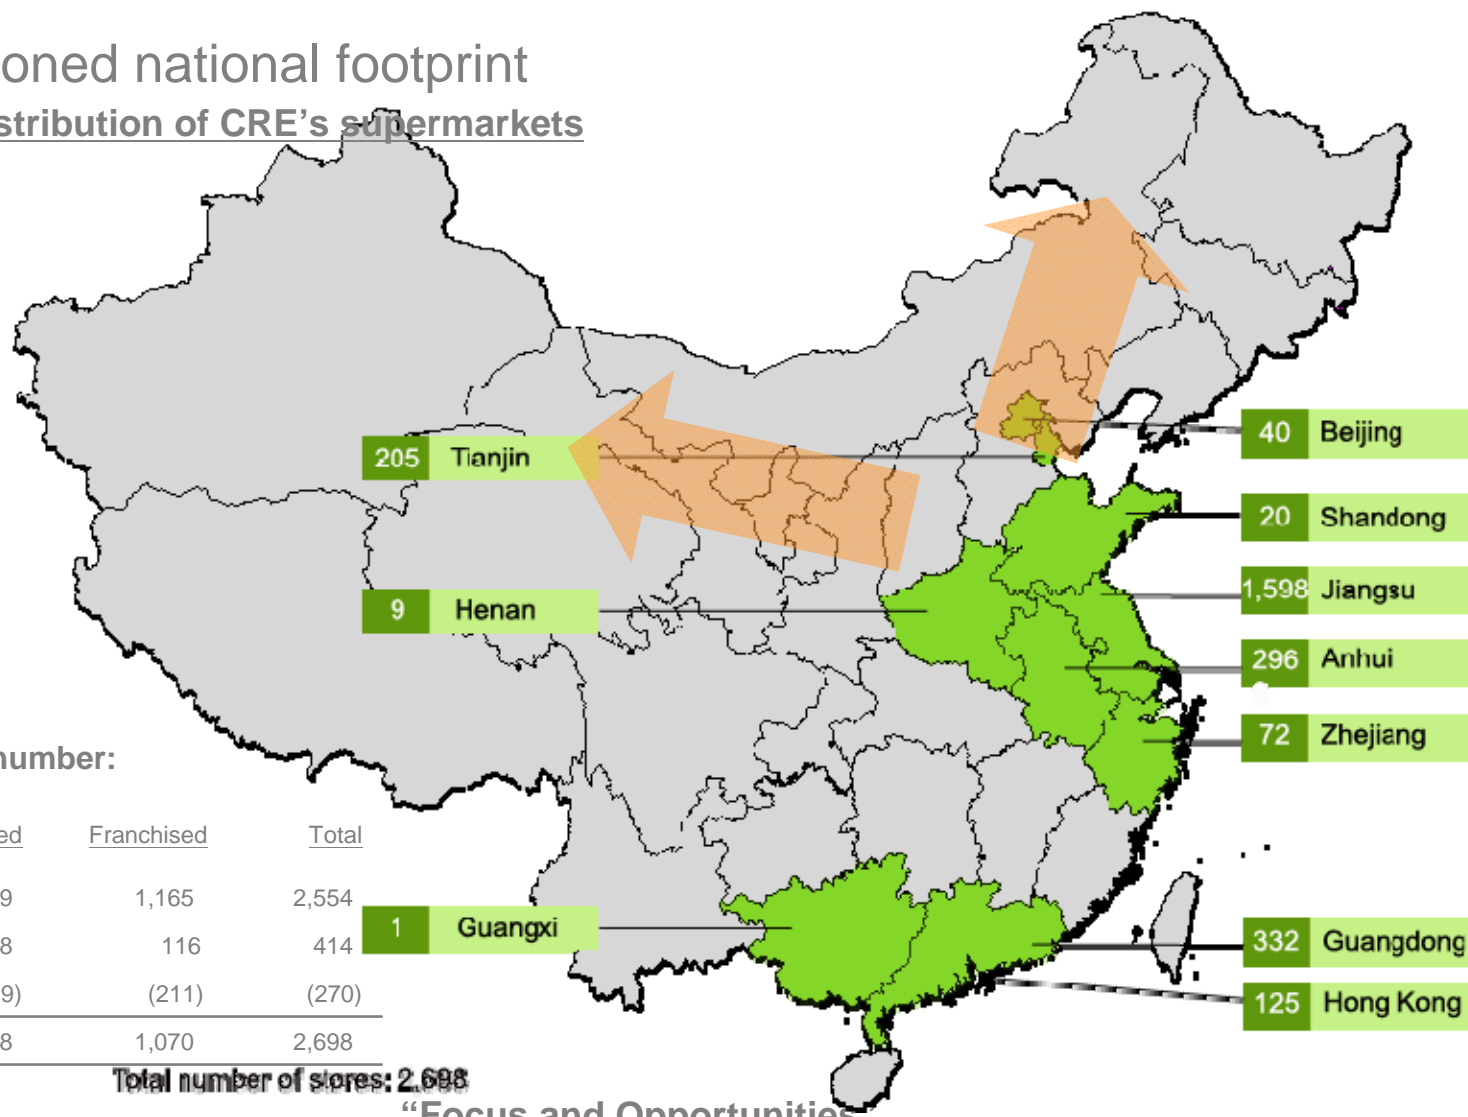 oned national footprint
stribution of CRE's supermarkets
40 Beijing
205 Tianjin
20 Shandong
1,598 Jiangsu
9 Henan
296 Anhui
72 Zhejiang
number:
ed Franchised Total
9 1,165 2,554
1 Guangxi
332 Guangdong
8 116 414
9) (211) (270)
125 Hong Kong
8 1,070 2,698
Total number of stores: 2,698
“Focus and Opportunities